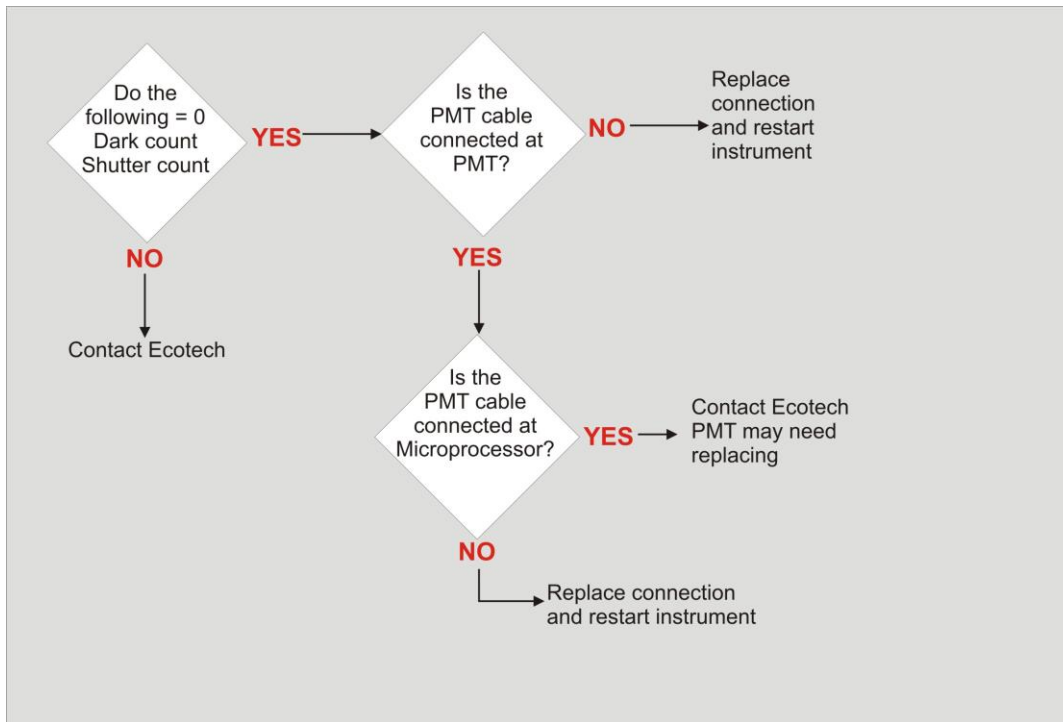 Do the
following = 0
Dark count
Shutter count
YES
Is the
PMT cable
connected at
PMT?
NO
Replace
connection
and restart
instrument
NO
Contact Ecotech
YES
Is the
PMT cable
connected at
Microprocessor?
YES
Contact Ecotech
PMT may need
replacing
NO
Replace connection
and restart instrument